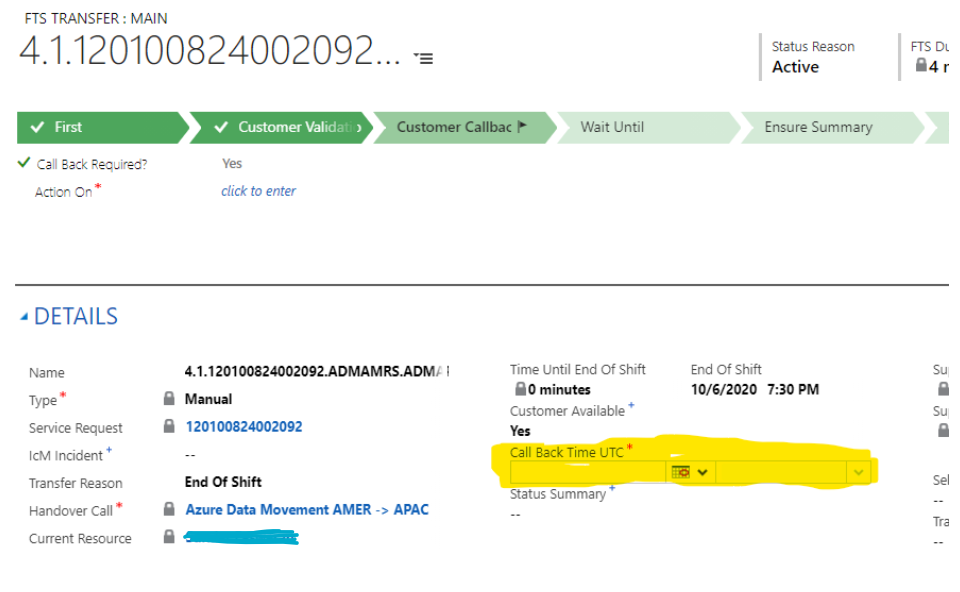 FTS TRANSFER : MAIN
4.1.120100824002092...
Status Reason
Active
FTS Du
4 r
First
Customer Validati
Customer Callbac
Wait Until
Ensure Summary
Call Back Required?
Yes
Action On *
click to enter
DETAILS
Name
4.1.120100824002092.ADMAMRS.ADMA
Type *
Manual
Service Request
120100824002092
IcM Incident +
--
Transfer Reason
End Of Shift
Handover Call *
Azure Data Movement AMER -> APAC
Current Resource
Time Until End Of Shift
0 minutes
End Of Shift
10/6/2020 7:30 PM
Customer Available +
Yes
Call Back Time UTC *
Status Summary +
--
Su
Su
Sel
--
Tra
--